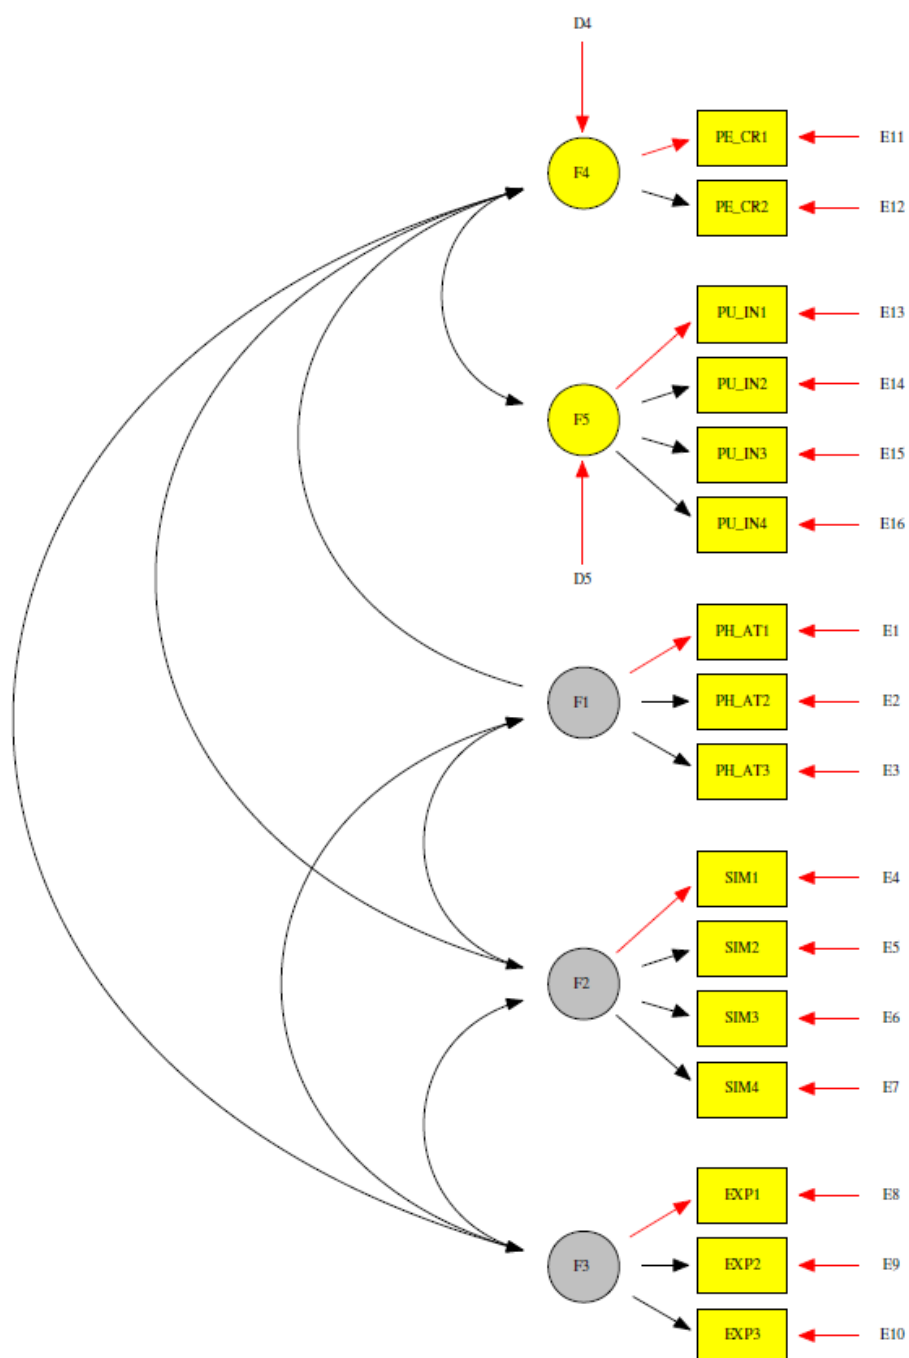 D4
PE_CR1
E11
F4
PE_CR2
E12
PU_IN1
E13
PU_IN2
E14
F5
PU_IN3
E15
PU_IN4
E16
D5
PH_AT1
E1
F1
PH_AT2
E2
PH_AT3
E3
SIM1
E4
SIM2
E5
F2
SIM3
E6
SIM4
E7
EXP1
E8
F3
EXP2
E9
EXP3
E10